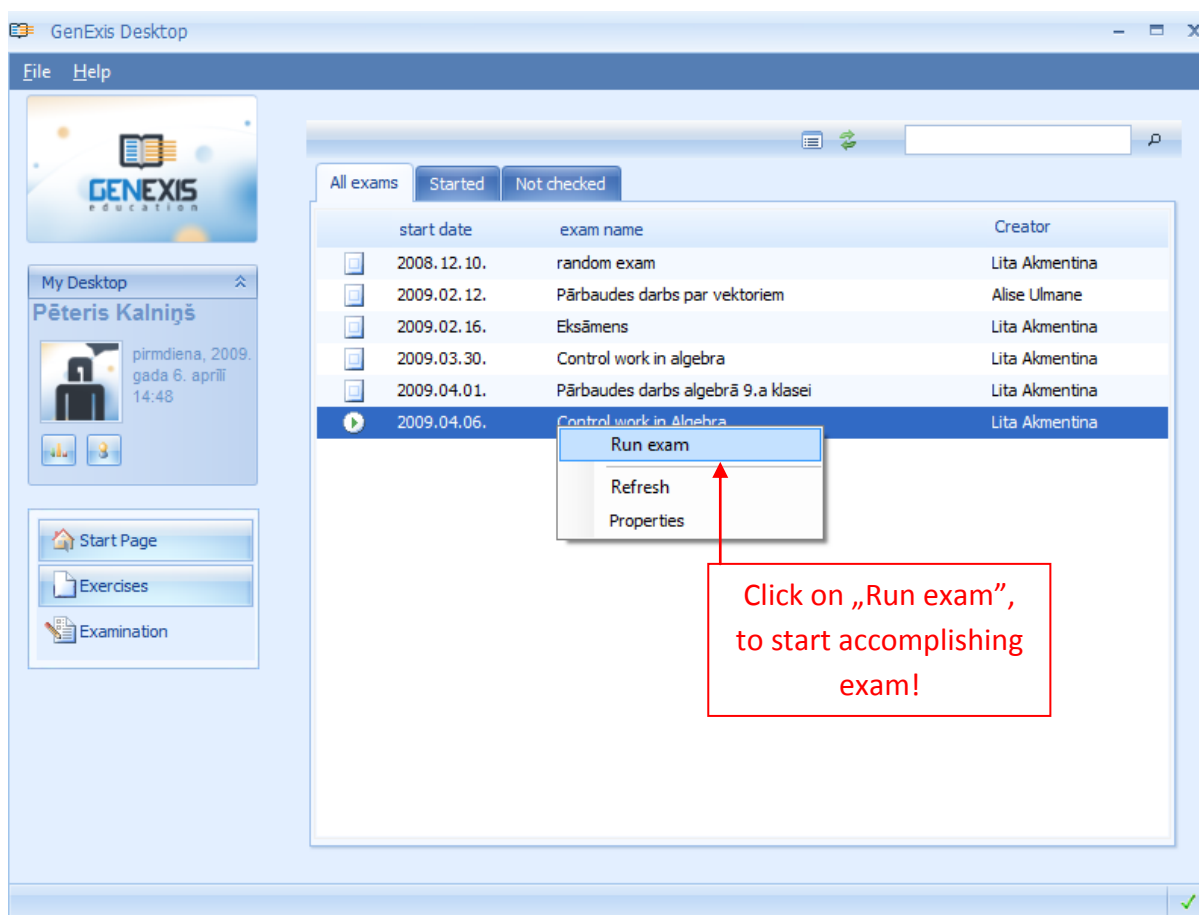 GenExis Desktop
File Help
GENEXIS
education
All exams Started Not checked
start date exam name Creator
2008.12.10. random exam Lita Akmentina
2009.02.12. Pārbaudes darbs par vektoriem Alise Ulmane
2009.02.16. Eksāmens Lita Akmentina
2009.03.30. Control work in algebra Lita Akmentina
2009.04.01. Pārbaudes darbs algebrā 9.a klasei Lita Akmentina
2009.04.06. Control work in Algebra Lita Akmentina
Run exam
Refresh
Properties
My Desktop
Pēteris Kalniņš
pirmdiena, 2009.
gada 6. aprīlī
14:48
Start Page
Exercises
Examination
Click on „Run exam”,
to start accomplishing
exam!